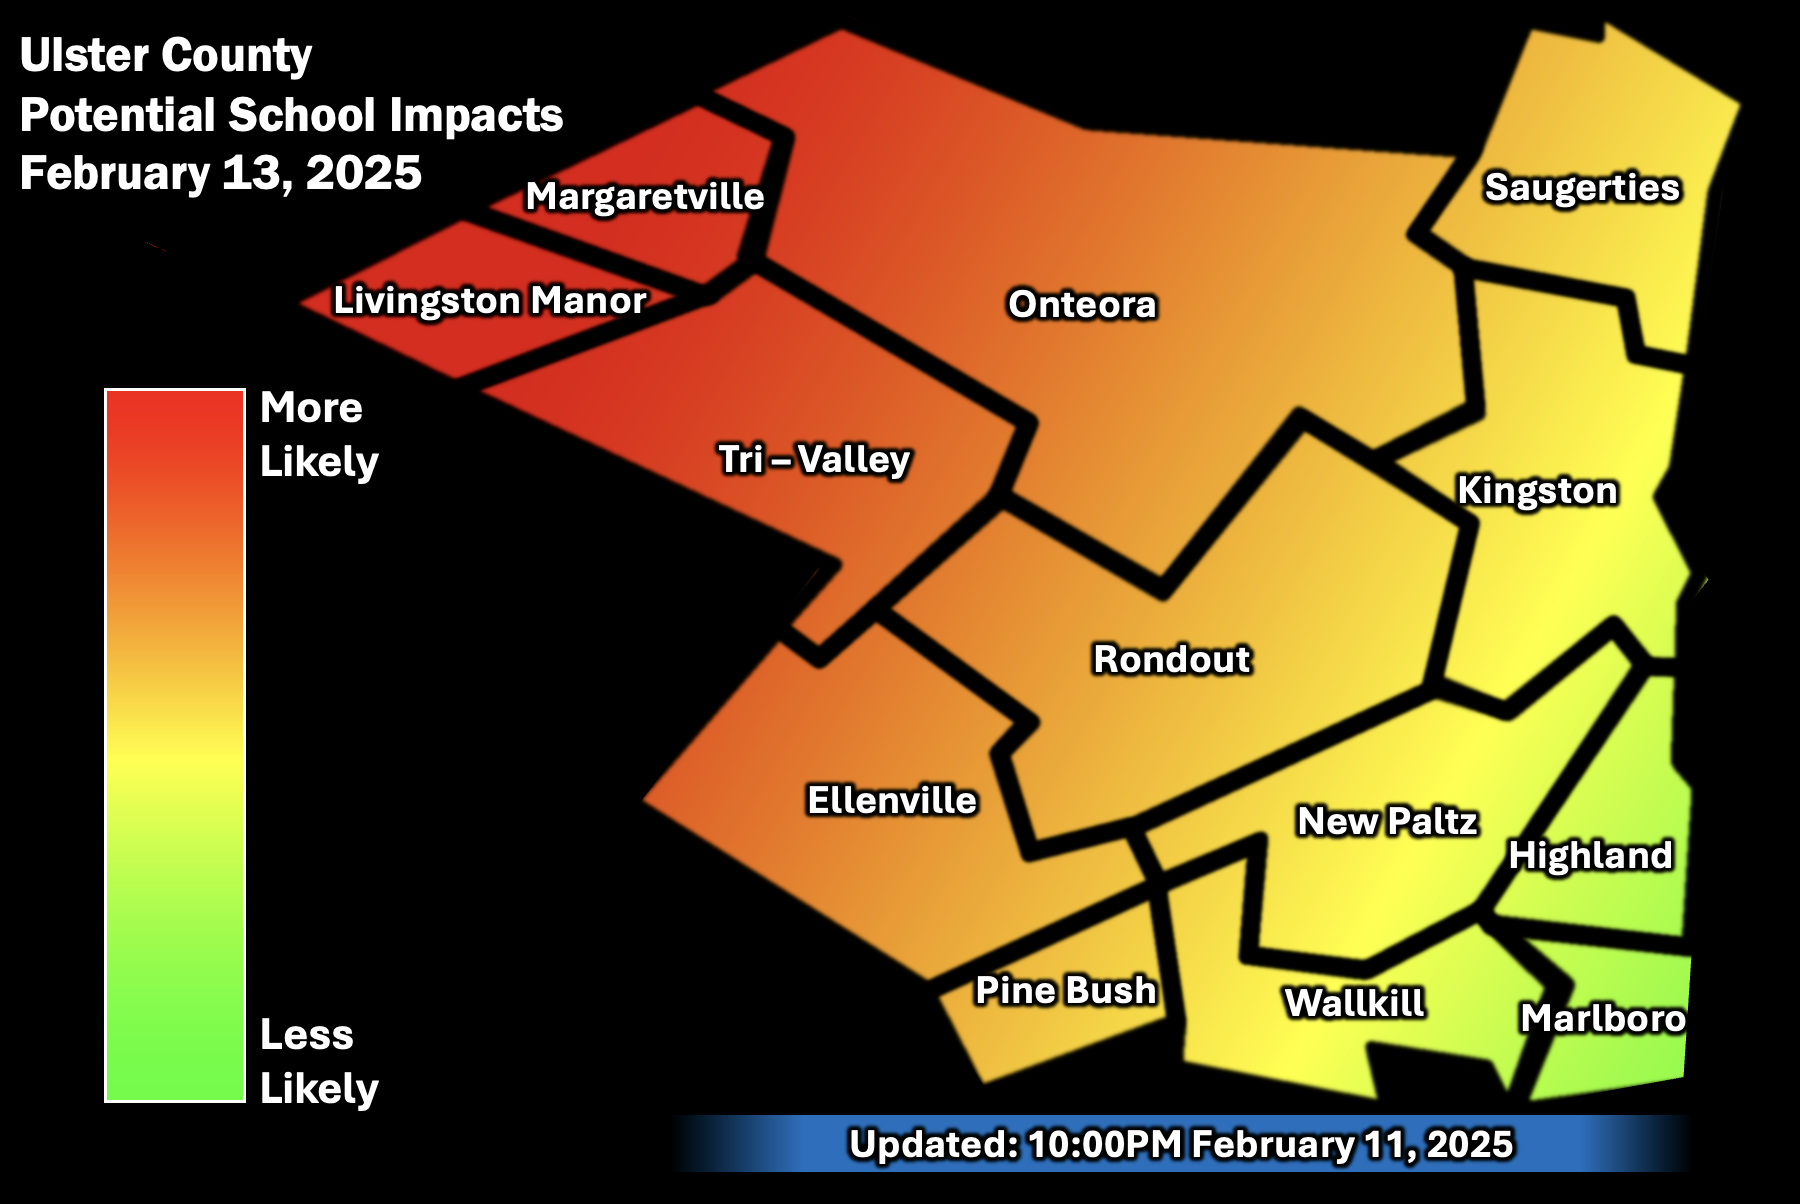 Ulster County
Potential School Impacts
February 13, 2025
Saugerties
Margaretville
Livingston Manor
Onteora
More
Likely
Tri – Valley
Kingston
Rondout
Ellenville
New Paltz
Highland
Pine Bush
Wallkill
Marlboro
Less
Likely
Updated: 10:00PM February 11, 2025